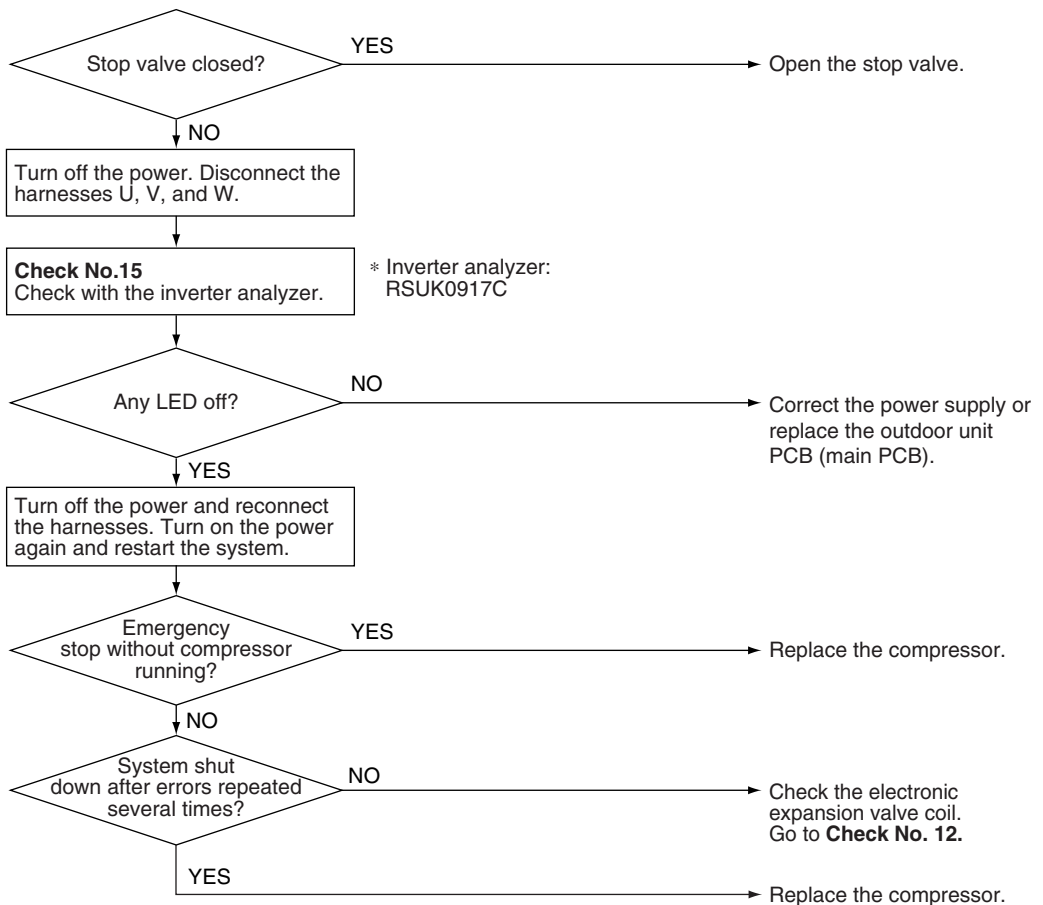 Stop valve closed?
YES
Open the stop valve.
NO
Turn off the power. Disconnect the
harnesses U, V, and W.
Check No.15
Check with the inverter analyzer.
* Inverter analyzer:
RSUK0917C
Any LED off?
NO
Correct the power supply or
replace the outdoor unit
PCB (main PCB).
YES
Turn off the power and reconnect
the harnesses. Turn on the power
again and restart the system.
Emergency
stop without compressor
running?
YES
Replace the compressor.
NO
System shut
down after errors repeated
several times?
NO
Check the electronic
expansion valve coil.
Go to Check No. 12.
YES
Replace the compressor.